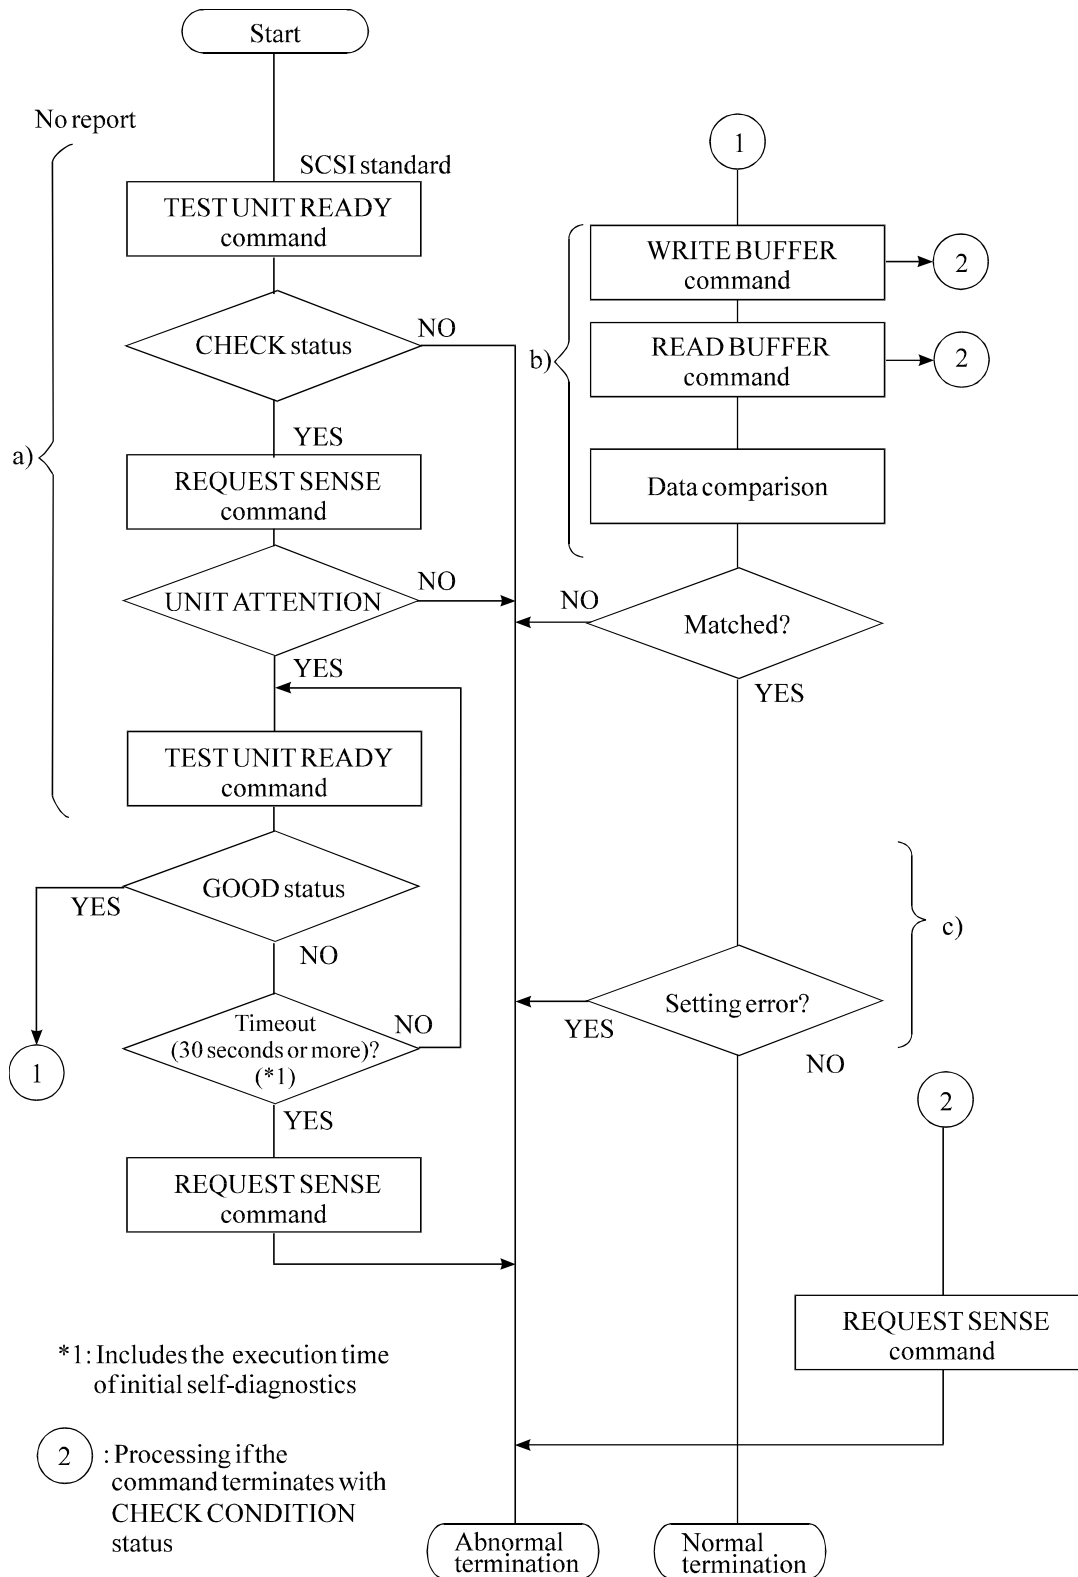 Start
No report
SCSI standard
TEST UNIT READY
command
CHECK status
NO
YES
a)
REQUEST SENSE
command
UNIT ATTENTION
NO
YES
TEST UNIT READY
command
GOOD status
YES
NO
Timeout
(30 seconds or more)?
(*1)
NO
1
YES
REQUEST SENSE
command
*1: Includes the execution time
of initial self-diagnostics
2
: Processing if the
command terminates with
CHECK CONDITION
status
1
b)
WRITE BUFFER
command
2
READ BUFFER
command
2
Data comparison
NO
Matched?
YES
c)
Setting error?
YES
NO
2
REQUEST SENSE
command
Abnormal
termination
Normal
termination